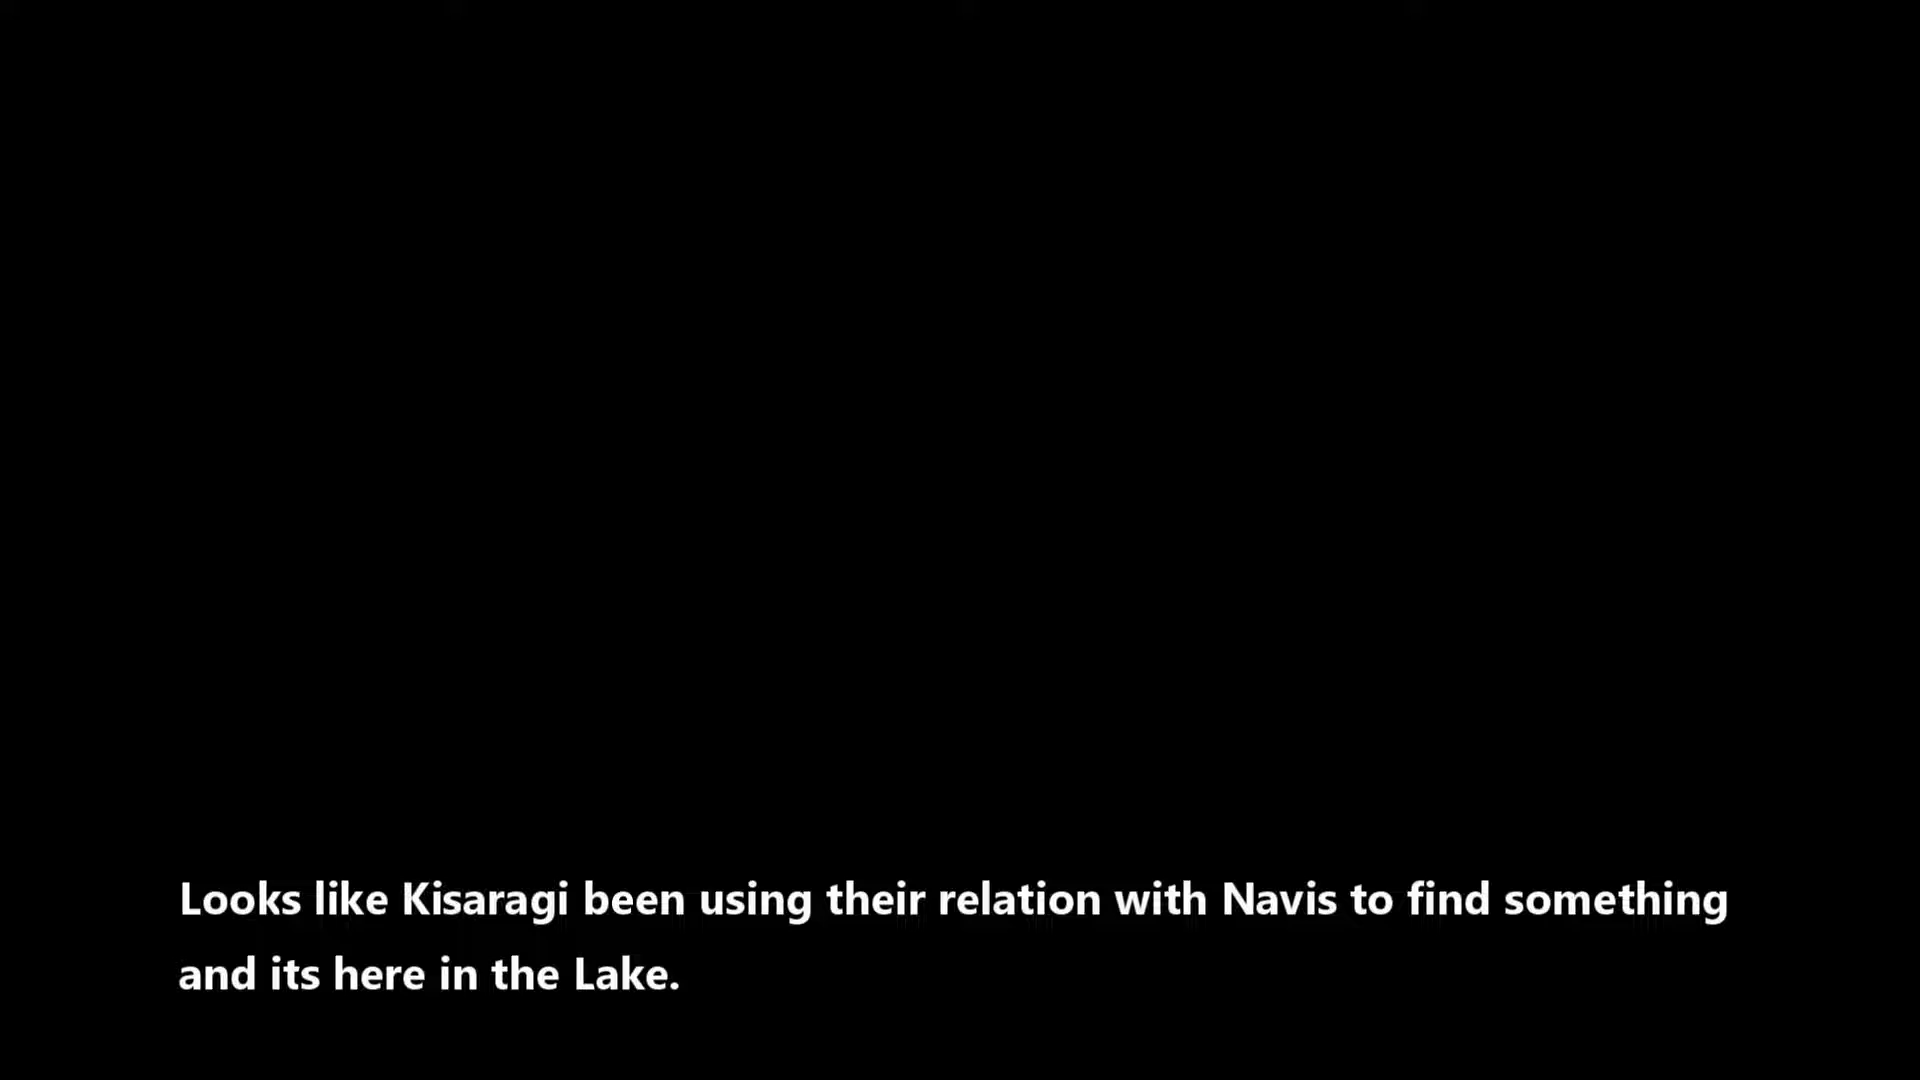 Looks like Kisaragi been using their relation with Navis to find something
and its here in the Lake.